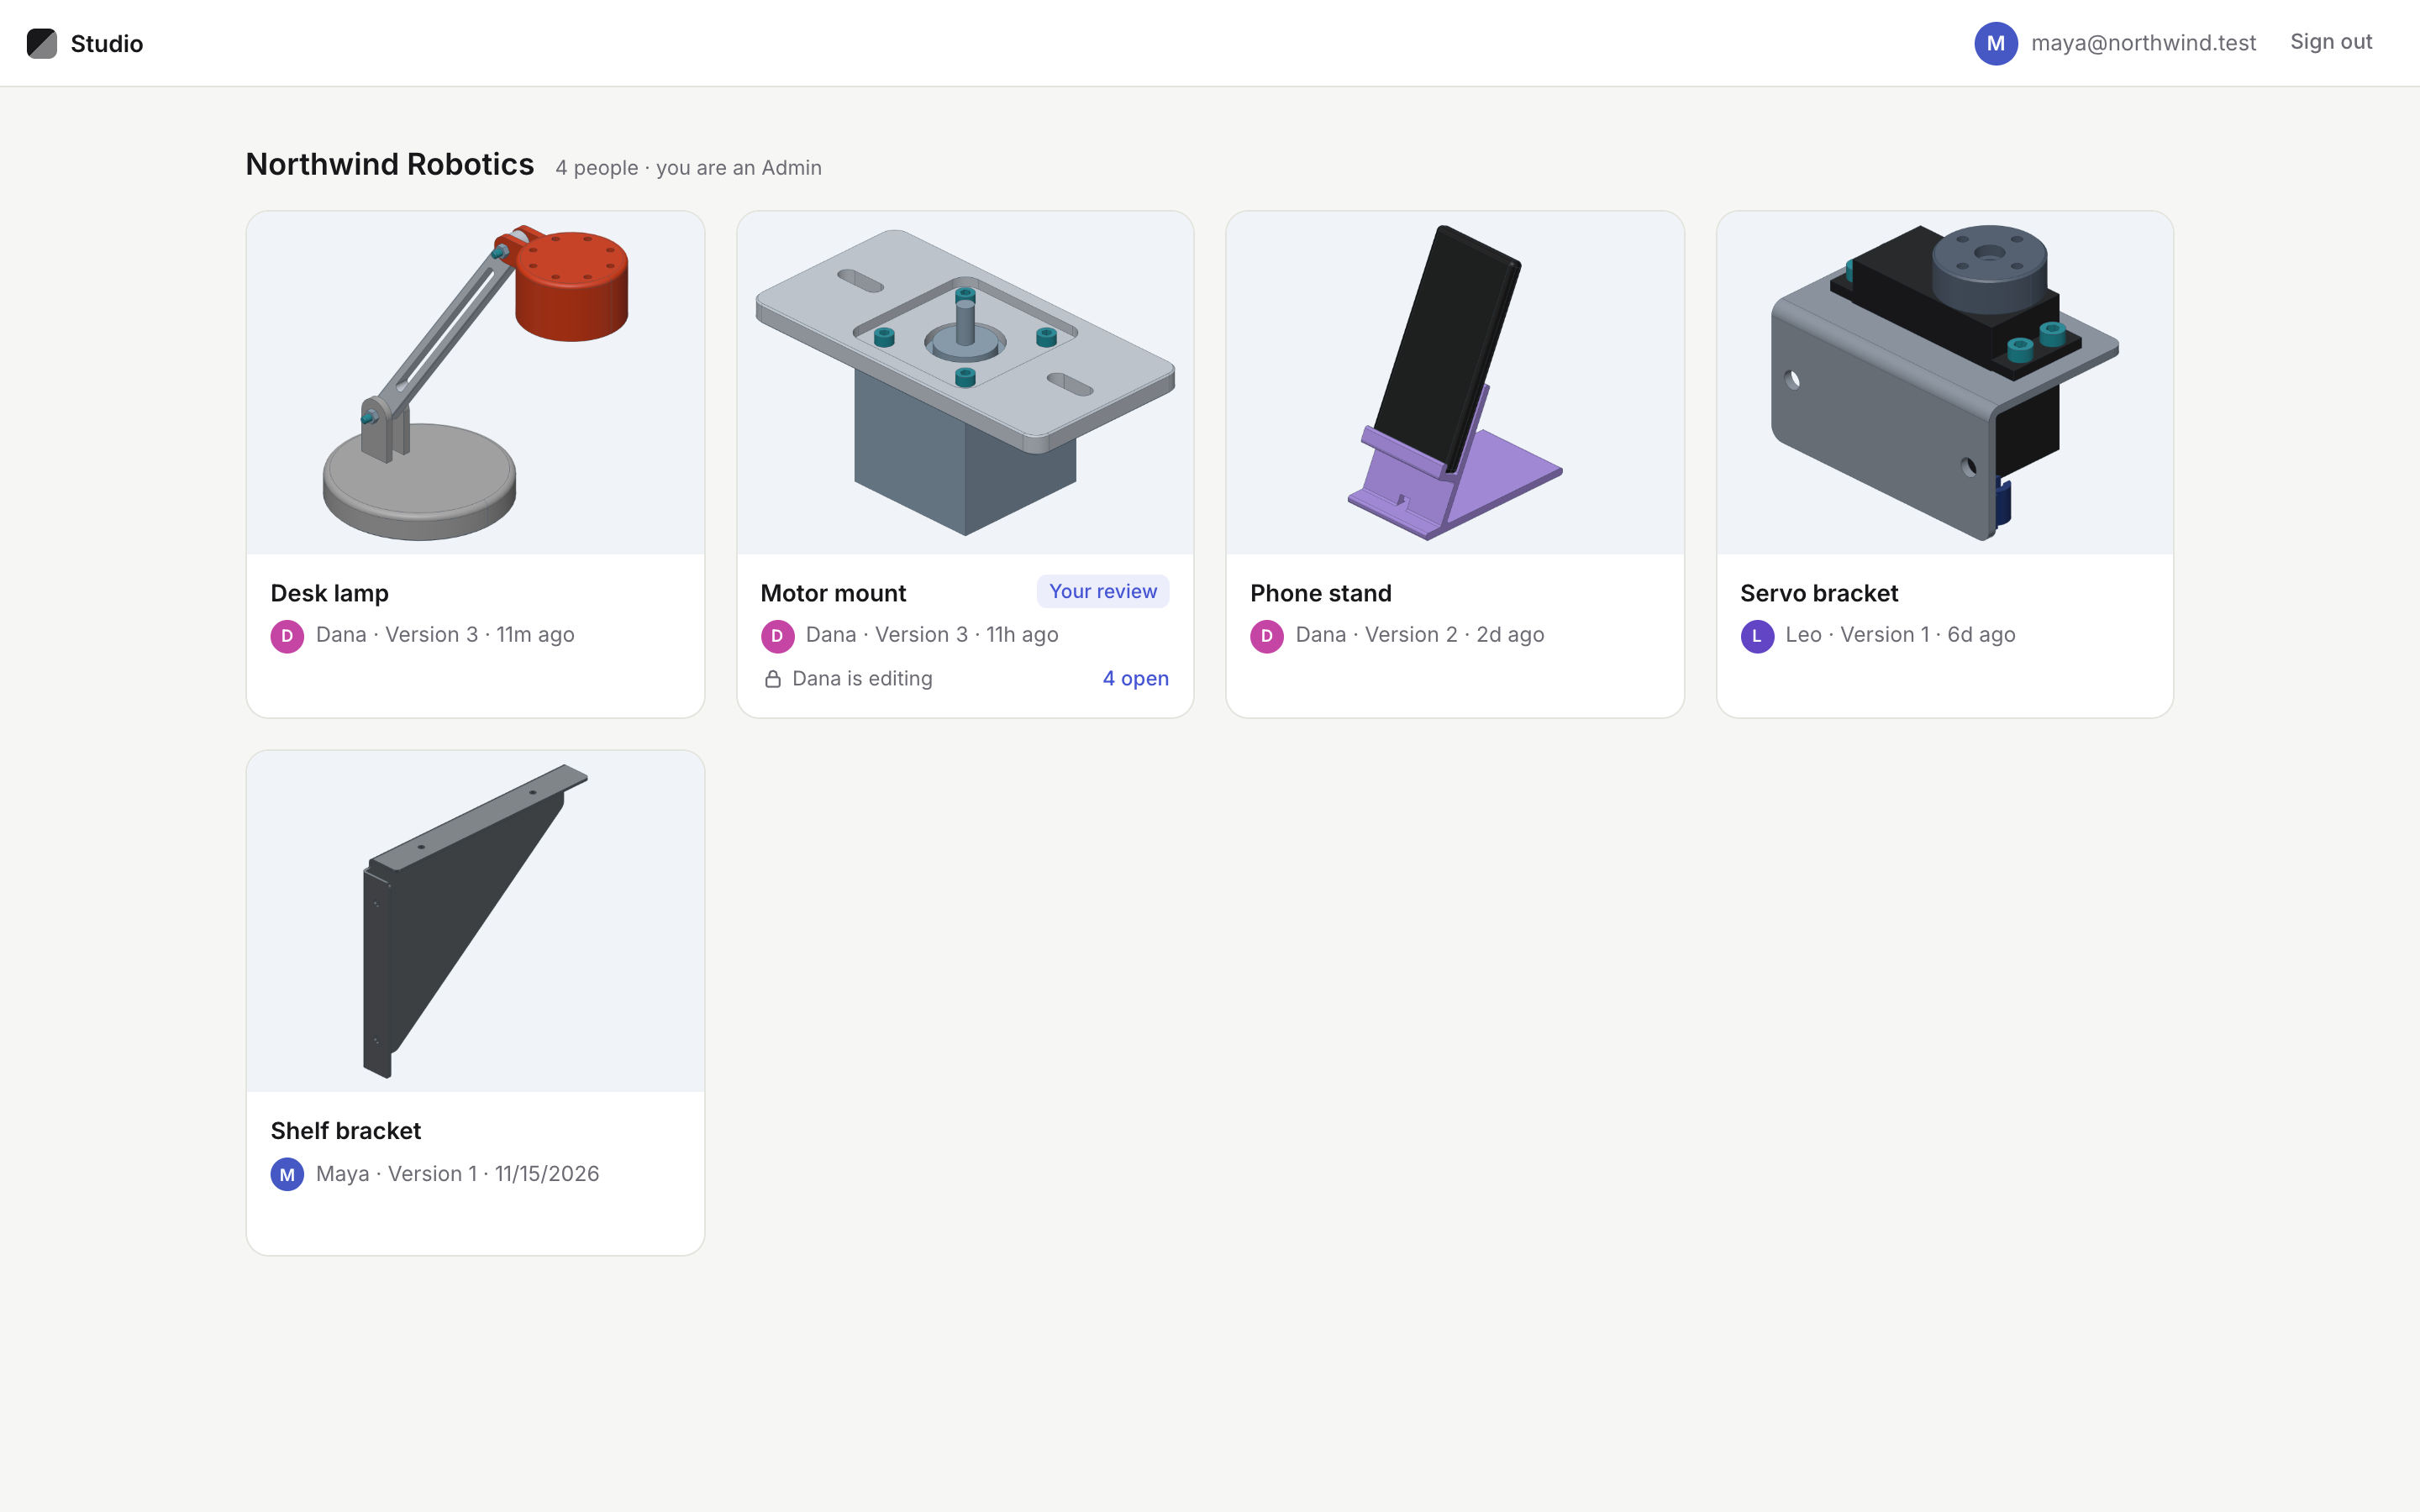 Studio
M maya@northwind.test Sign out
Northwind Robotics 4 people · you are an Admin
Desk lamp
D Dana · Version 3 · 11m ago
Motor mount Your review
D Dana · Version 3 · 11h ago
Dana is editing 4 open
Phone stand
D Dana · Version 2 · 2d ago
Servo bracket
L Leo · Version 1 · 6d ago
Shelf bracket
M Maya · Version 1 · 11/15/2026